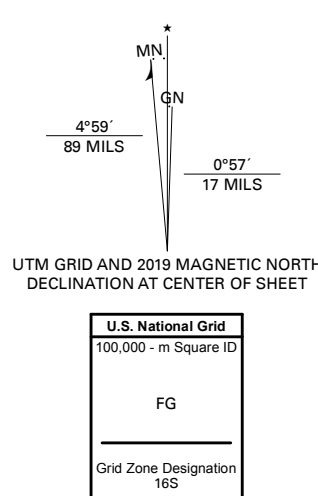 ★
MN
GN
4°59´
89 MILS
0°57´
17 MILS
UTM GRID AND 2019 MAGNETIC NORTH
DECLINATION AT CENTER OF SHEET
U.S. National Grid
100,000 - m Square ID
FG
Grid Zone Designation
16S